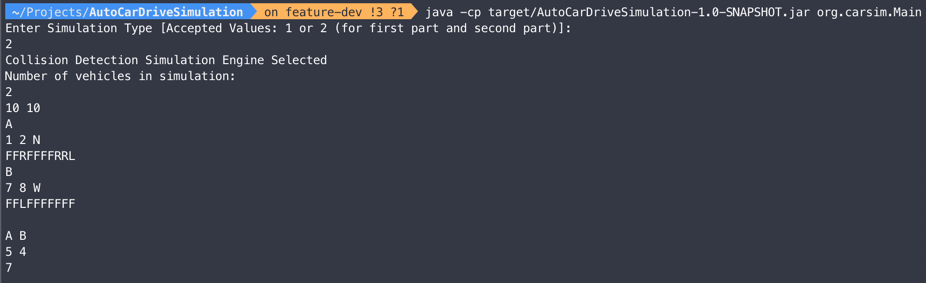 ~/Projects/AutoCarDriveSimulation on feature-dev !3 ?1 java -cp target/AutoCarDriveSimulation-1.0-SNAPSHOT.jar org.carsim.Main
Enter Simulation Type [Accepted Values: 1 or 2 (for first part and second part)]:
2
Collision Detection Simulation Engine Selected
Number of vehicles in simulation:
2
10 10
A
1 2 N
FFRFFFFRRL
B
7 8 W
FFLFFFFFFF
A B
5 4
7